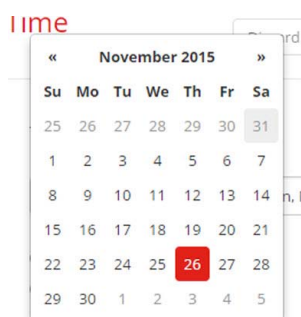 Time
« November 2015 »
Su Mo Tu We Th Fr Sa
25 26 27 28 29 30 31
1 2 3 4 5 6 7
8 9 10 11 12 13 14
15 16 17 18 19 20 21
22 23 24 25 26 27 28
29 30 1 2 3 4 5